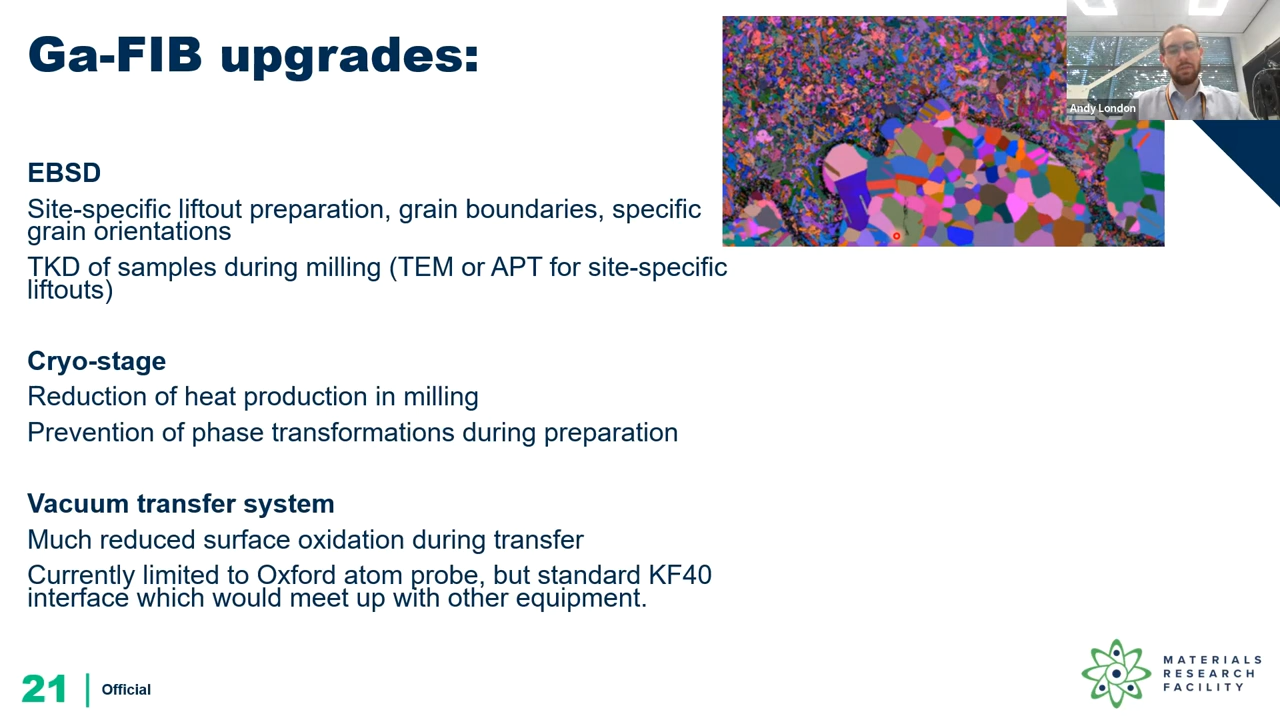 Ga-FIB upgrades:
Andy London
EBSD
Site-specific liftout preparation, grain boundaries, specific
grain orientations
TKD of samples during milling (TEM or APT for site-specific
liftouts)
Cryo-stage
Reduction of heat production in milling
Prevention of phase transformations during preparation
Vacuum transfer system
Much reduced surface oxidation during transfer
Currently limited to Oxford atom probe, but standard KF40
interface which would meet up with other equipment.
21
Official
MATERIALS
RESEARCH
FACILITY